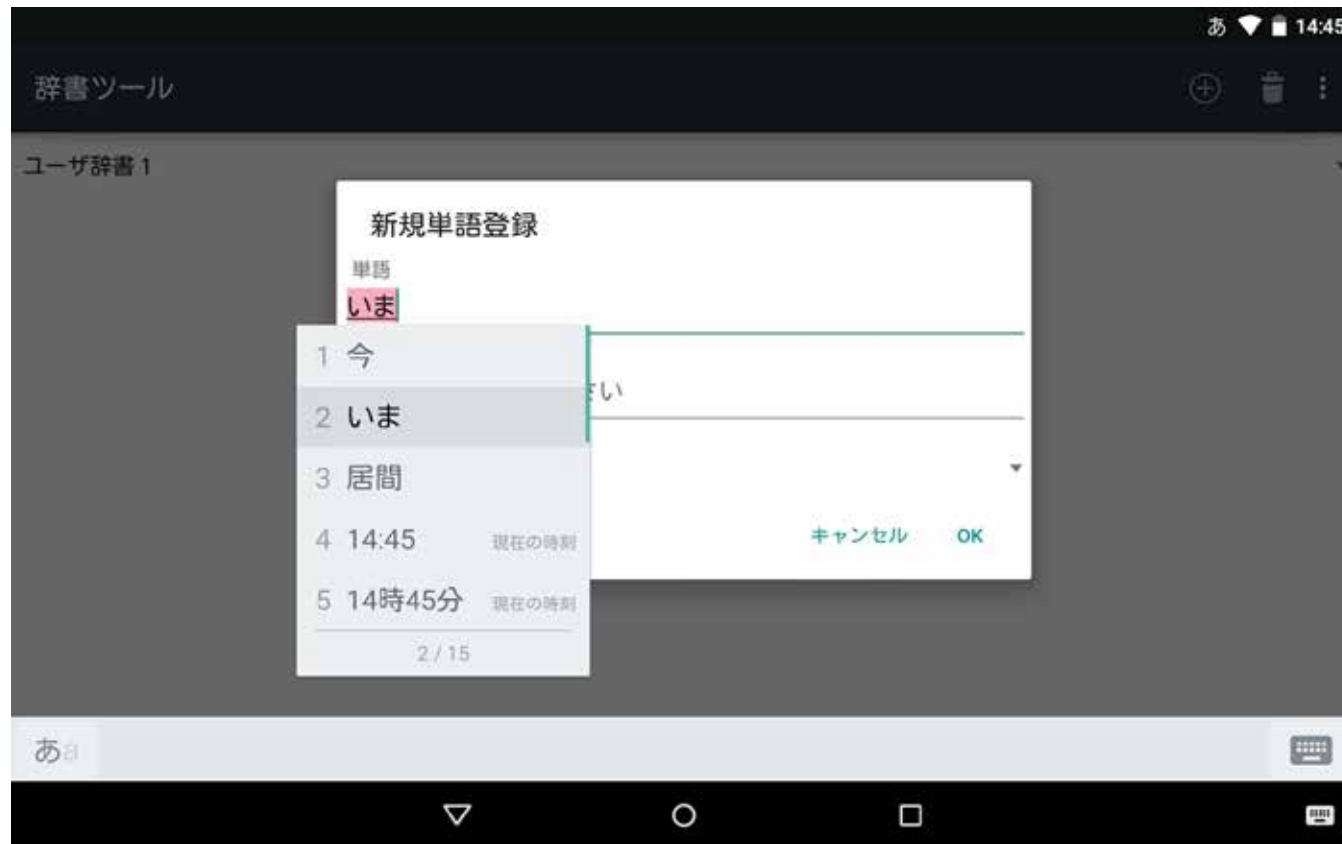 あ 14:45
辞書ツール
ユーザ辞書 1
新規単語登録
単語
いま
1 今
さい
2 いま
3 居間
4 14:45 現在の時刻
キャンセル OK
5 14時45分 現在の時刻
2 / 15
あa